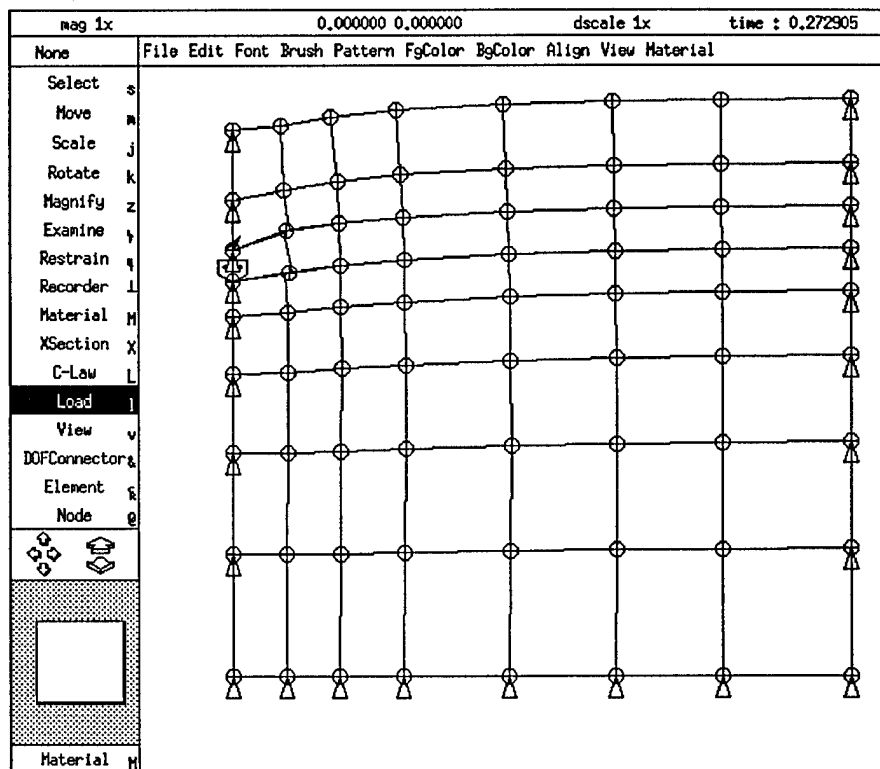 mag 1x 0.000000 0.000000 dscale 1x time : 0.272905
None File Edit Font Brush Pattern FgColor BgColor Align View Material
Select s
Move m
Scale j
Rotate k
Magnify z
Examine
Restrain
Recorder
Material M
XSection X
C-Law L
Load l
View v
DOFConnector &
Element
Node @
Material M